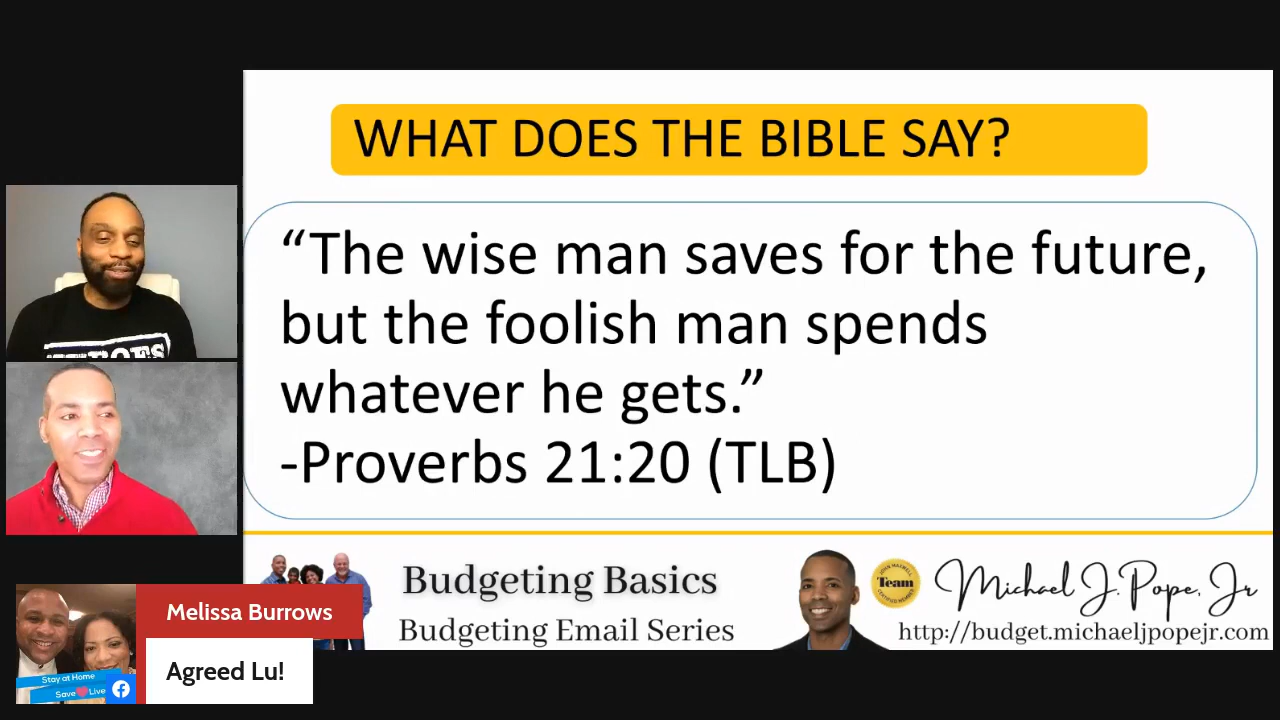 WHAT DOES THE BIBLE SAY?
“The wise man saves for the future,
but the foolish man spends
whatever he gets.”
-Proverbs 21:20 (TLB)
Budgeting Basics
Budgeting Email Series
Team
Michael J. Pope, Jr
http://budget.michaeljpopejr.com
Melissa Burrows
Agreed Lu!
Stay at Home
Save Live